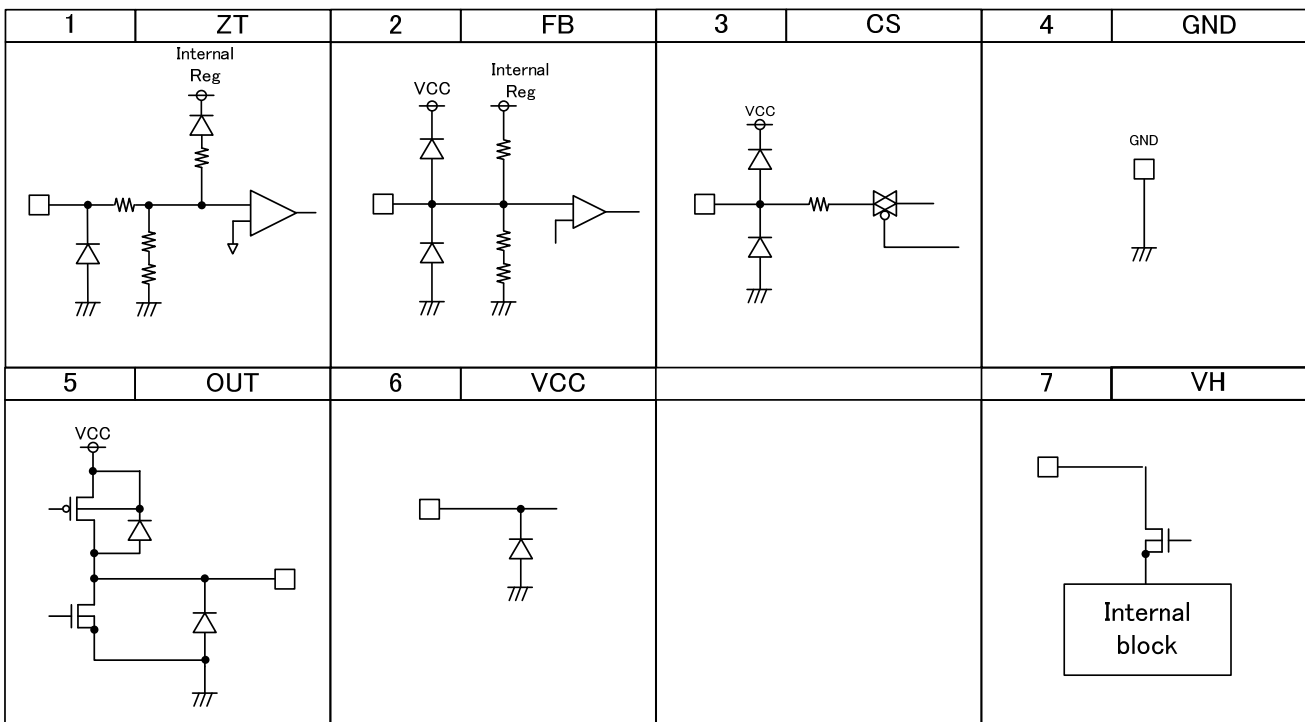 1 ZT 2 FB 3 CS 4 GND
Internal
Reg
VCC
Internal
Reg
VCC
GND
5 OUT 6 VCC 7 VH
VCC
Internal
block